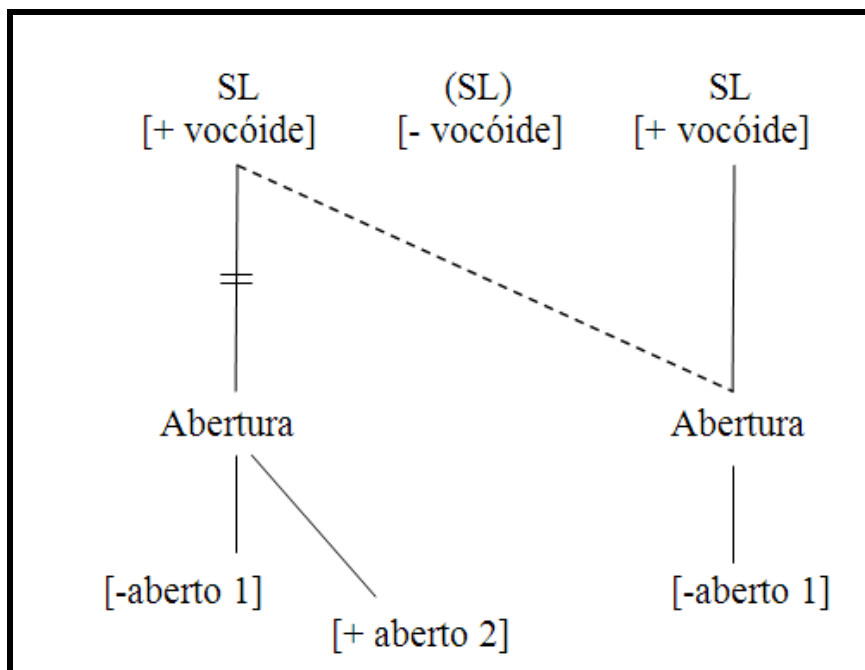 SL (SL) SL
[+ vocóide] [- vocóide] [+ vocóide]
Abertura Abertura
[-aberto 1] [-aberto 1]
[+ aberto 2]